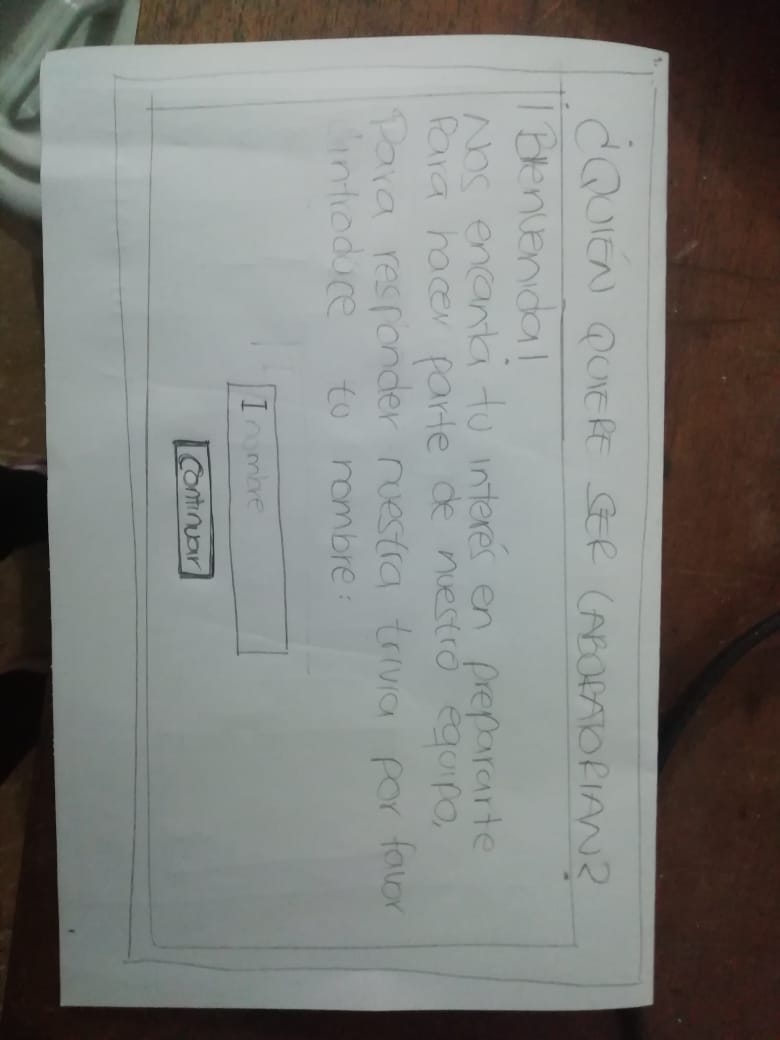 ¿QUIÉN QUIERE SER LABORATORIAN?
¡Bienvenida!
Nos encanta tu interés en prepararte
Para hacer parte de nuestro equipo,
Para responder nuestra trivia por favor
introduce tu nombre:
nombre
Continuar